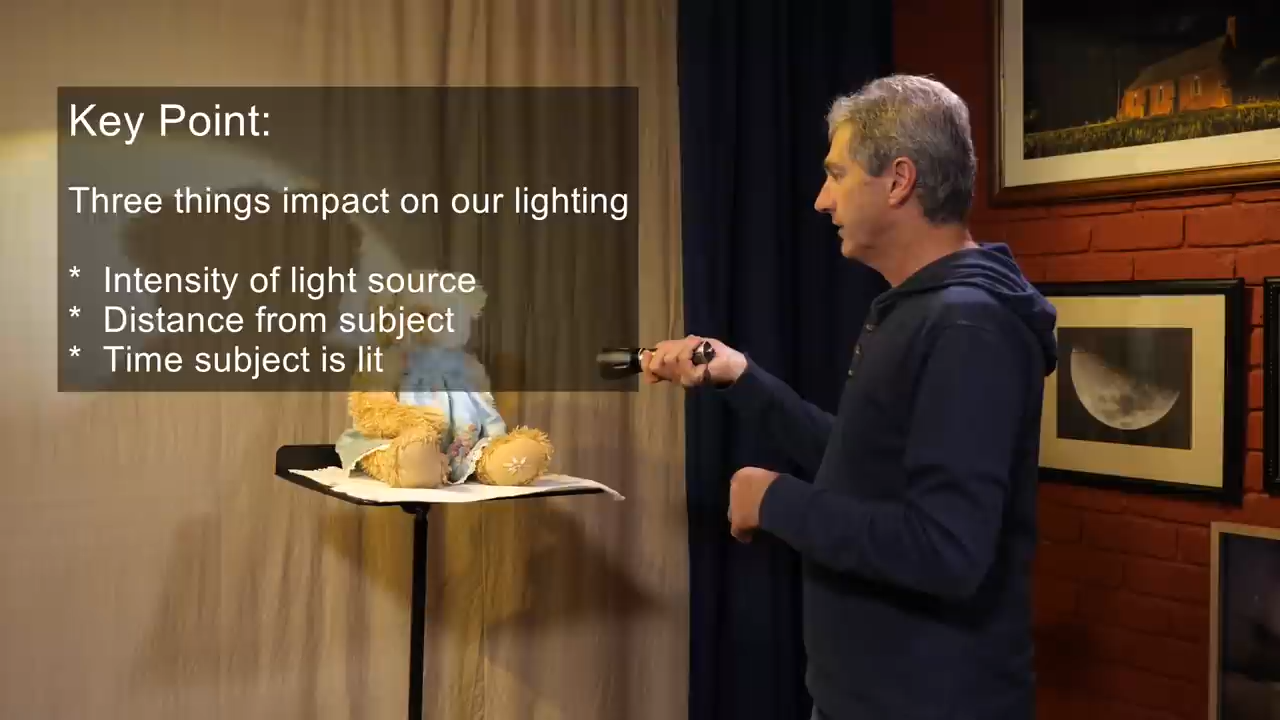 Key Point:
Three things impact on our lighting
* Intensity of light source
* Distance from subject
* Time subject is lit